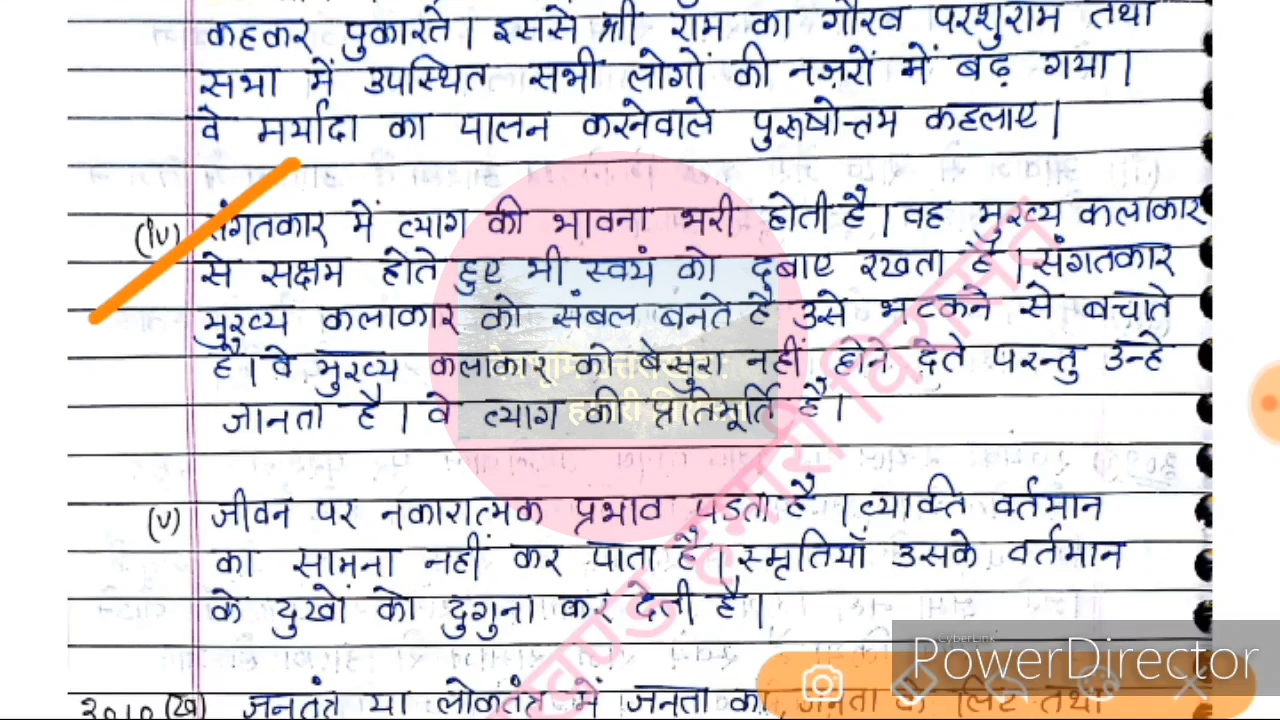 कहकर पुकारते। इससे श्री राम का गौरव परशुराम तथा
सभा में उपस्थित सभी लोगों की नज़रों में बढ़ गया।
वे मर्यादा का पालन करनेवाले पुरूषोत्तम कहलाए।
(iv) संगतकार में त्याग की भावना भरी होती है। वह मुख्य कलाकार
से सक्षम होते हुए भी स्वयं को दुबाए रखता है। संगतकार
मुख्य कलाकार को संबल बनते है उसे भटकने से बचाते
है। वे मुख्य कलाकार को बेसुरा नहीं होने देते परन्तु उन्हे
जानता है। वे त्याग की प्रतिमूर्ति है।
(v) जीवन पर नकारात्मक प्रभाव पडता है। व्यक्ति वर्तमान
का सामना नहीं कर पाता है। स्मृतियाँ उसके वर्तमान
के दुखों को दुगुना कर देती है।
(ख) जनतंत्र या लोकतंत्र में जनता का, जनता के लिए तथा
CyberLink
PowerDirector